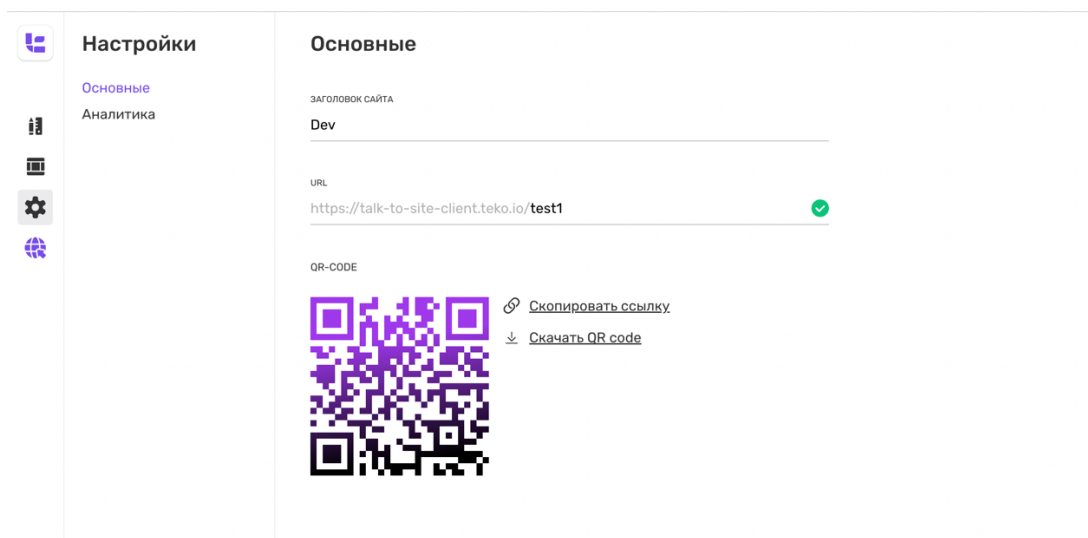 Настройки
Основные
Аналитика
Основные
ЗАГОЛОВОК САЙТА
Dev
URL
https://talk-to-site-client.teko.io/test1
QR-CODE
Скопировать ссылку
Скачать QR code